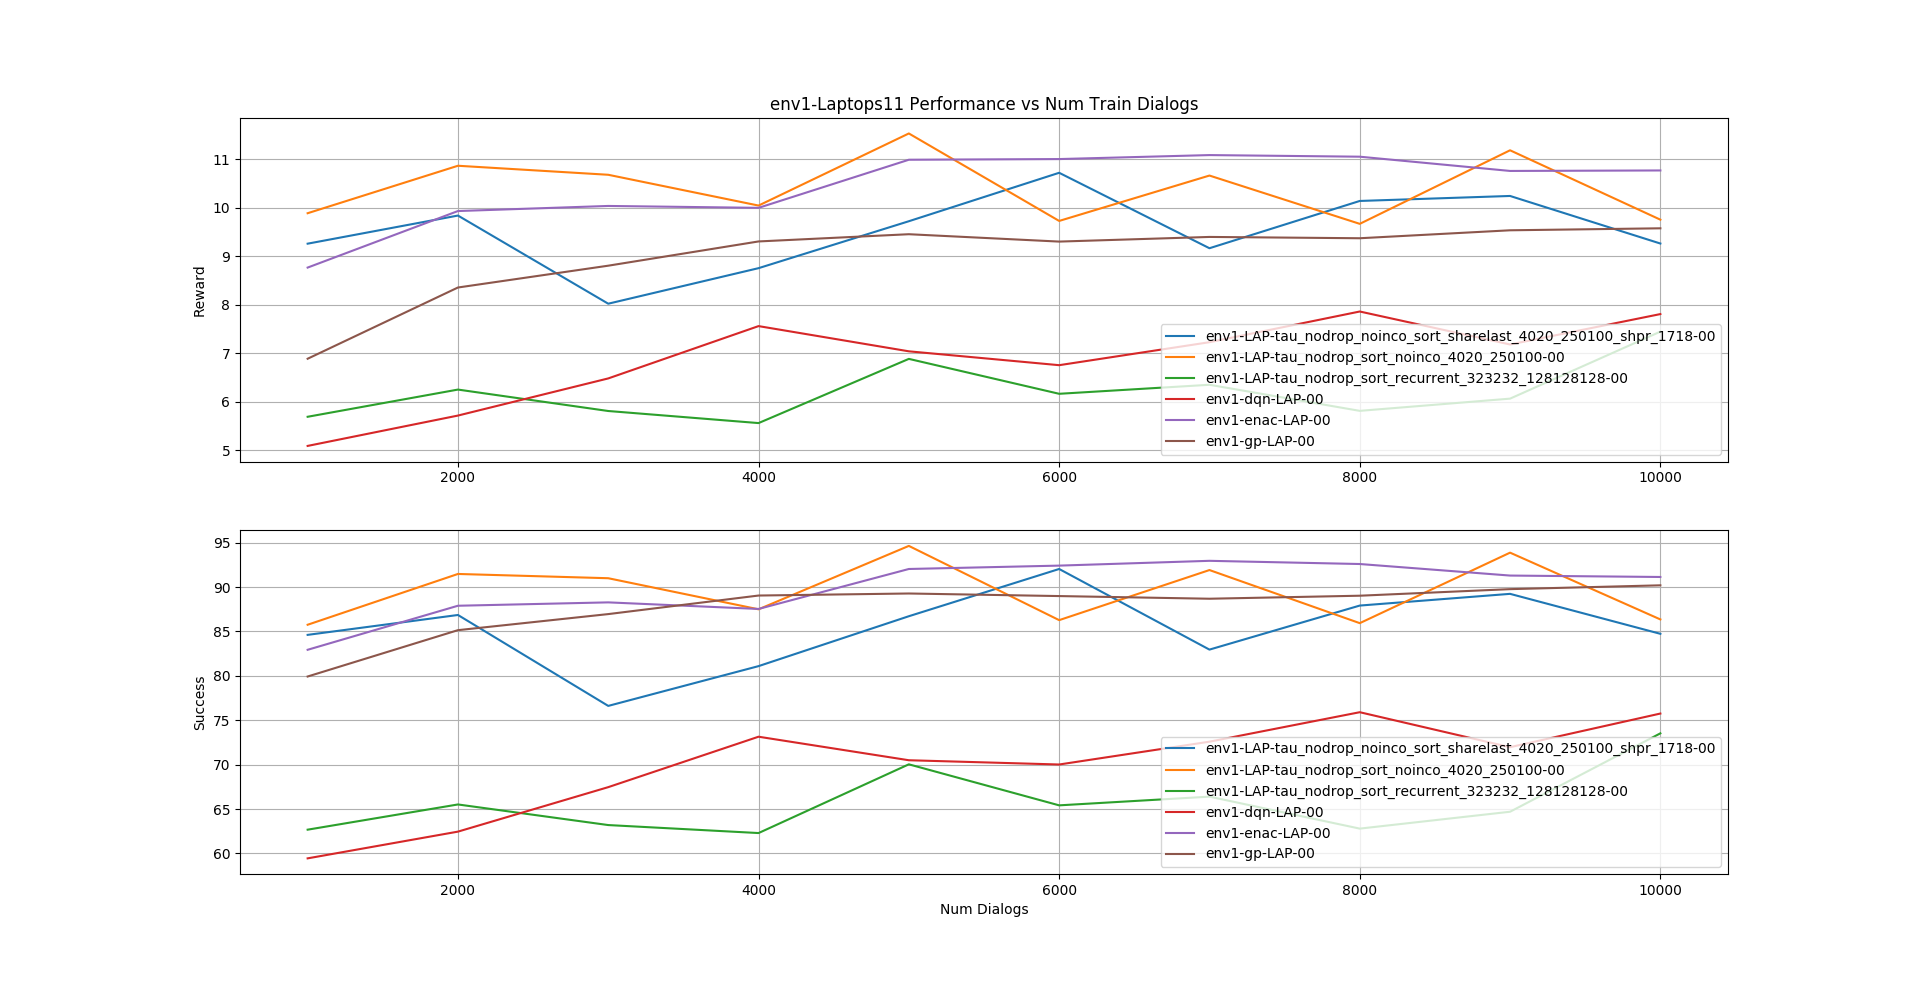 env1-Laptops11 Performance vs Num Train Dialogs
Reward
11
10
9
8
7
6
5
2000 4000 6000 8000 10000
env1-LAP-tau_nodrop_noinco_sort_sharelast_4020_250100_shpr_1718-00
env1-LAP-tau_nodrop_sort_noinco_4020_250100-00
env1-LAP-tau_nodrop_sort_recurrent_323232_128128128-00
env1-dqn-LAP-00
env1-enac-LAP-00
env1-gp-LAP-00
Success
95
90
85
80
75
70
65
60
2000 4000 6000 8000 10000
env1-LAP-tau_nodrop_noinco_sort_sharelast_4020_250100_shpr_1718-00
env1-LAP-tau_nodrop_sort_noinco_4020_250100-00
env1-LAP-tau_nodrop_sort_recurrent_323232_128128128-00
env1-dqn-LAP-00
env1-enac-LAP-00
env1-gp-LAP-00
Num Dialogs